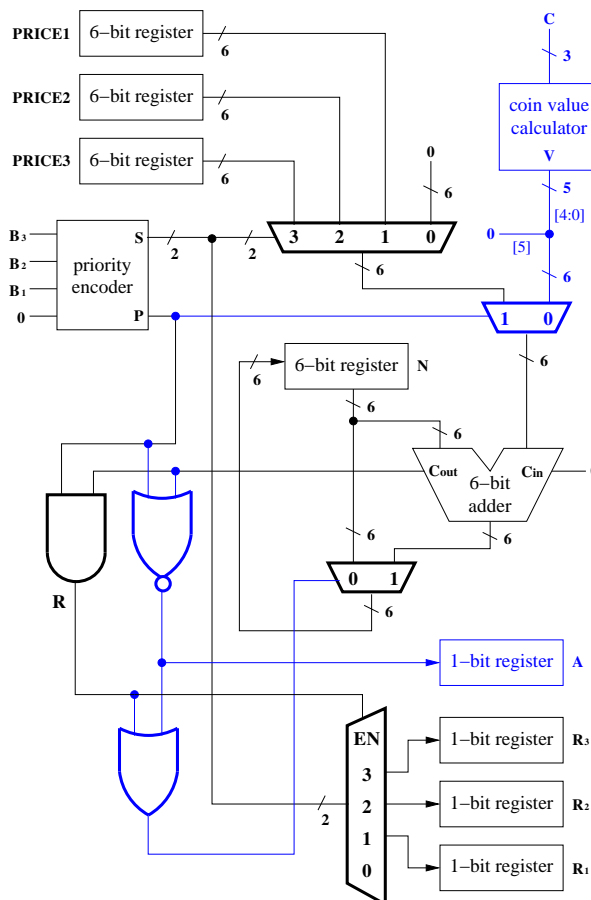 PRICE1
6−bit register
6
PRICE2
6−bit register
6
PRICE3
6−bit register
6
C
3
coin value
calculator
V
5
[4:0]
0
[5]
6
0
6
B3
B2
B1
0
priority
encoder
S
P
2
2
3 2 1 0
6
1 0
6
6
6−bit register
N
6
6
Cout
Cin
6−bit
adder
6
6
0 1
6
R
1−bit register
A
EN
3
2
1
0
2
1−bit register
R3
1−bit register
R2
1−bit register
R1